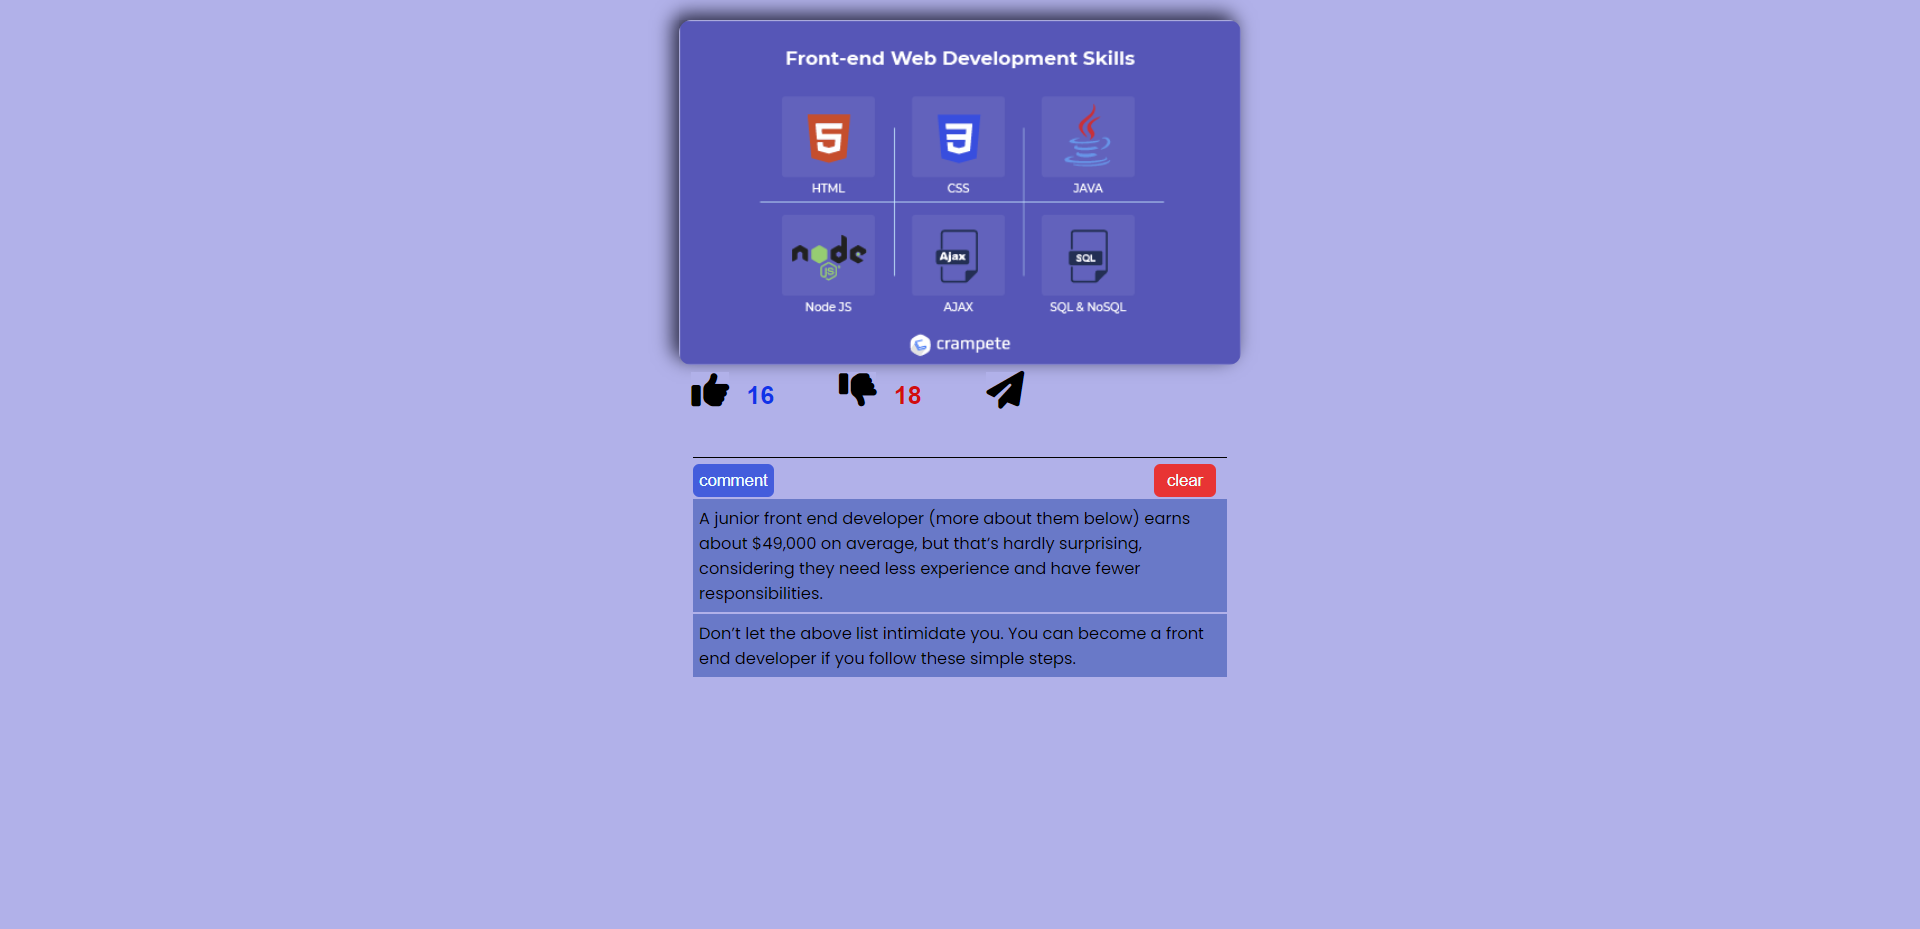 Front-end Web Development Skills
5
3
HTML
CSS
JAVA
node
JS
Ajax
SQL
Node JS
AJAX
SQL & NoSQL
crampete
16
18
comment
clear
A junior front end developer (more about them below) earns
about $49,000 on average, but that’s hardly surprising,
considering they need less experience and have fewer
responsibilities.
Don’t let the above list intimidate you. You can become a front
end developer if you follow these simple steps.